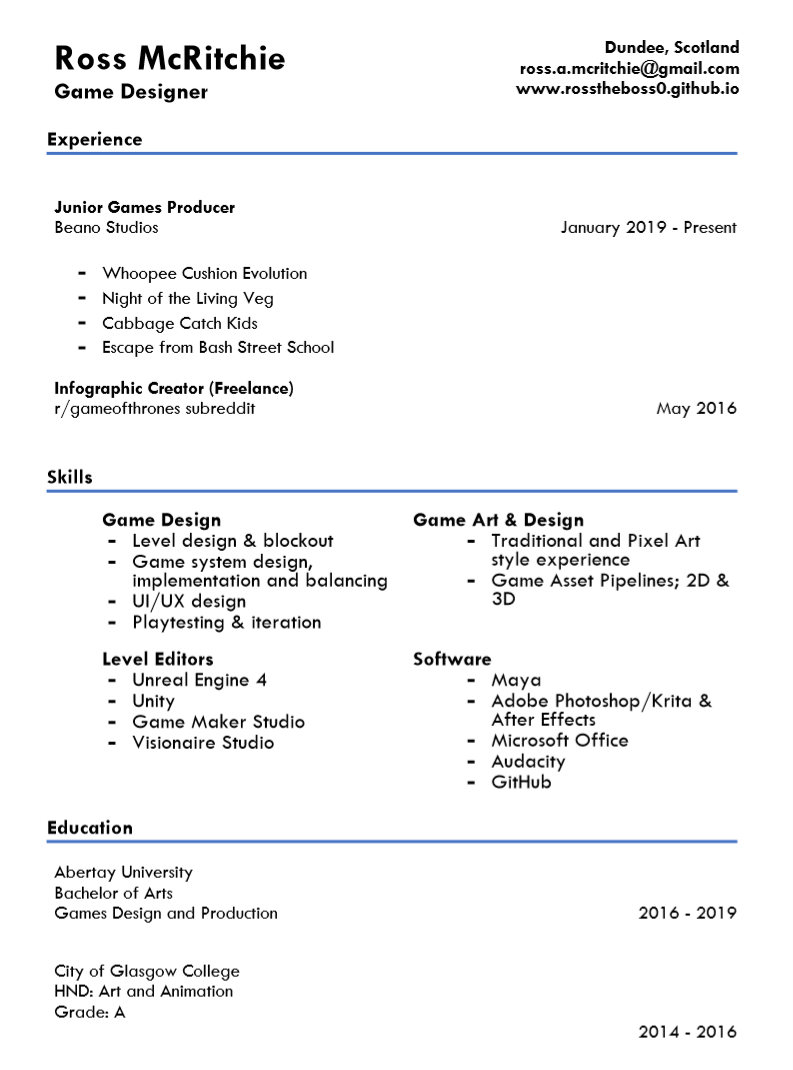 Ross McRitchie
Game Designer
Dundee, Scotland
ross.a.mcritchie@gmail.com
www.rosstheboss0.github.io
Experience
Junior Games Producer
Beano Studios
January 2019 - Present
- Whoopee Cushion Evolution
- Night of the Living Veg
- Cabbage Catch Kids
- Escape from Bash Street School
Infographic Creator (Freelance)
r/gameofthrones subreddit
May 2016
Skills
Game Design
- Level design & blockout
- Game system design,
implementation and balancing
- UI/UX design
- Playtesting & iteration
Game Art & Design
- Traditional and Pixel Art
style experience
- Game Asset Pipelines; 2D &
3D
Level Editors
- Unreal Engine 4
- Unity
- Game Maker Studio
- Visionaire Studio
Software
- Maya
- Adobe Photoshop/Krita &
After Effects
- Microsoft Office
- Audacity
- GitHub
Education
Abertay University
Bachelor of Arts
Games Design and Production
2016 - 2019
City of Glasgow College
HND: Art and Animation
Grade: A
2014 - 2016